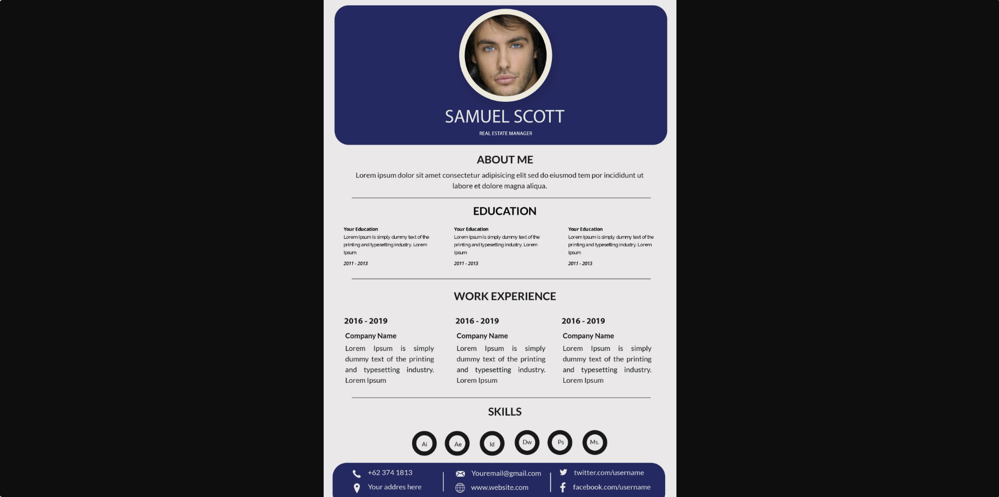 SAMUEL SCOTT
REAL ESTATE MANAGER
ABOUT ME
Lorem ipsum dolor sit amet consectetur adipisicing elit sed do eiusmod tem por incididunt ut
labore et dolore magna aliqua.
EDUCATION
Your Education
Lorem Ipsum is simply dummy text of the
printing and typesetting industry. Lorem
Ipsum
2011 - 2013
Your Education
Lorem Ipsum is simply dummy text of the
printing and typesetting industry. Lorem
Ipsum
2011 - 2013
Your Education
Lorem Ipsum is simply dummy text of the
printing and typesetting industry. Lorem
Ipsum
2011 - 2013
WORK EXPERIENCE
2016 - 2019
Company Name
Lorem Ipsum is simply
dummy text of the printing
and typesetting industry.
Lorem Ipsum
2016 - 2019
Company Name
Lorem Ipsum is simply
dummy text of the printing
and typesetting industry.
Lorem Ipsum
2016 - 2019
Company Name
Lorem Ipsum is simply
dummy text of the printing
and typesetting industry.
Lorem Ipsum
SKILLS
Ai
Ae
Id
Dw
Ps
Ms.
+62 374 1813
Your addres here
Youremail@gmail.com
www.website.com
twitter.com/username
facebook.com/username